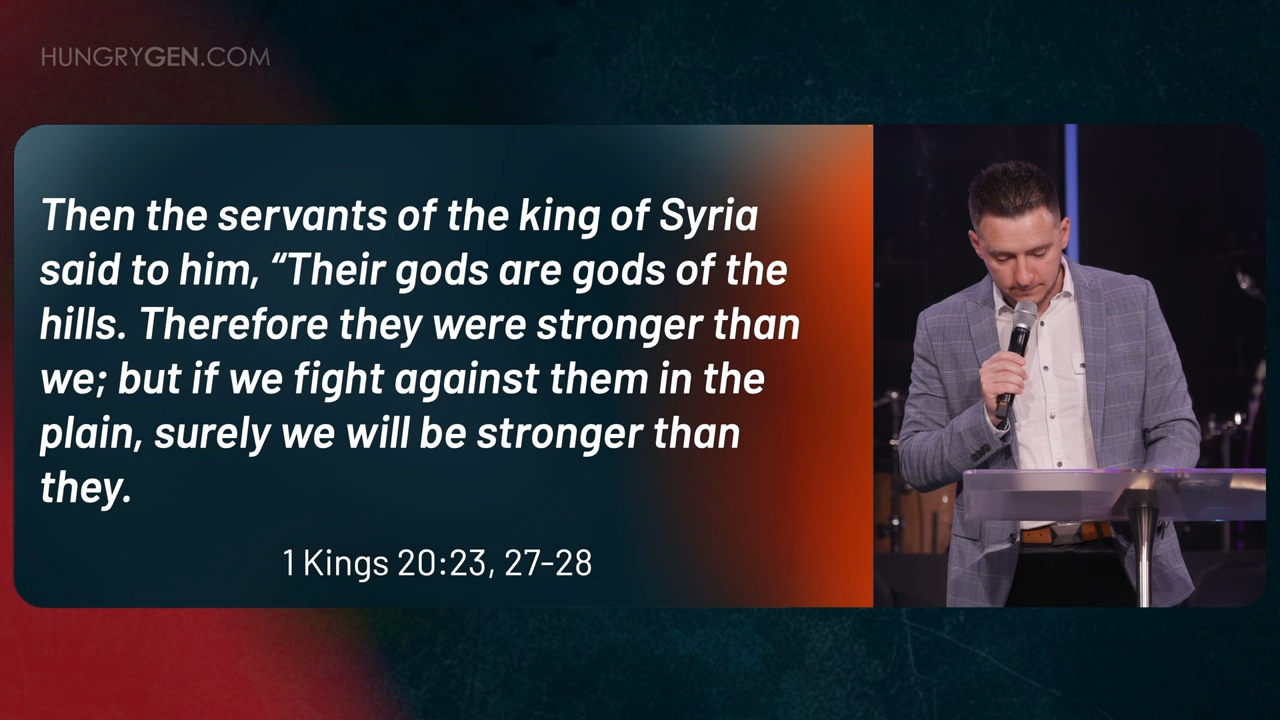 HUNGRYGEN.COM
Then the servants of the king of Syria
said to him, “Their gods are gods of the
hills. Therefore they were stronger than
we; but if we fight against them in the
plain, surely we will be stronger than
they.
1 Kings 20:23, 27-28